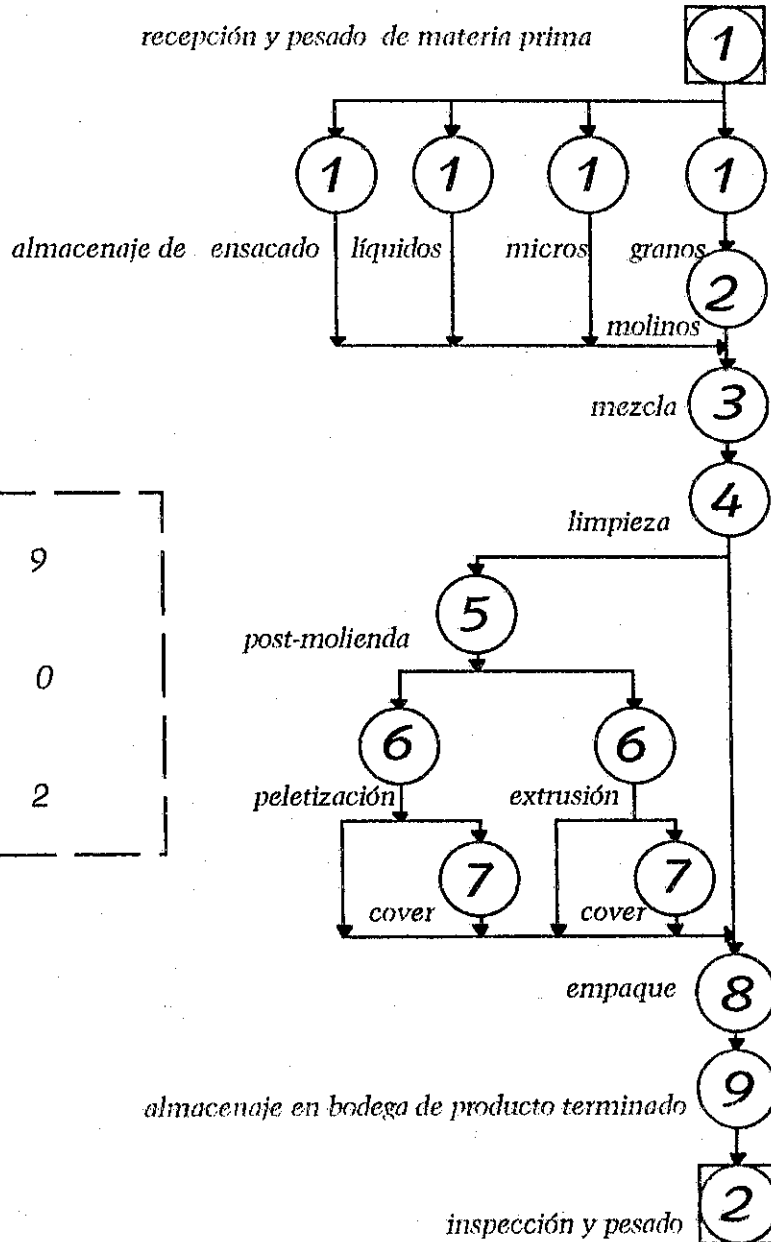 recepción y pesado de materia prima 1
1 1 1 1
almacenaje de ensacado líquidos micros granos
2
molinos
mezcla 3
4
limpieza
9
5
post-molienda
0
6 6
2
peletización extrusión
7 7
cover cover
empaque 8
9
almacenaje en bodega de producto terminado
2
inspección y pesado